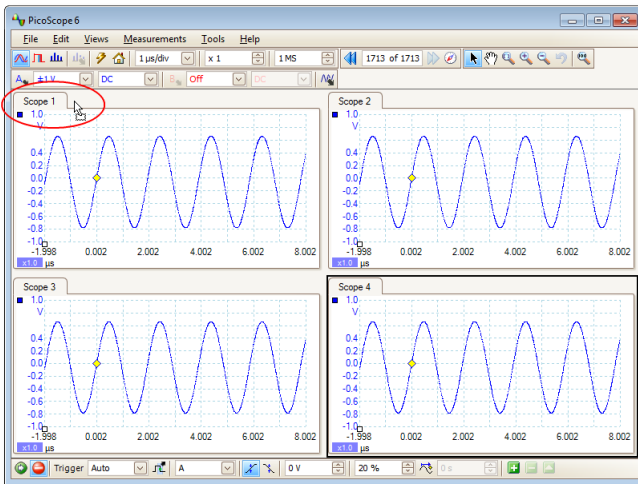 PicoScope 6
File Edit Views Measurements Tools Help
1 µs/div x 1 1 MS 1713 of 1713
A ±1 V DC B Off DC
Scope 1
1.0
V
0.4
0.2
0.0
-0.2
-0.4
-0.6
-0.8
-1.0
-1.998 0.002 2.002 4.002 6.002 8.002
x1.0 µs
Scope 2
1.0
V
0.4
0.2
0.0
-0.2
-0.4
-0.6
-0.8
-1.0
-1.998 0.002 2.002 4.002 6.002 8.002
x1.0 µs
Scope 3
1.0
V
0.4
0.2
0.0
-0.2
-0.4
-0.6
-0.8
-1.0
-1.998 0.002 2.002 4.002 6.002 8.002
x1.0 µs
Scope 4
1.0
V
0.4
0.2
0.0
-0.2
-0.4
-0.6
-0.8
-1.0
-1.998 0.002 2.002 4.002 6.002 8.002
x1.0 µs
Trigger Auto A 0 V 20 % 0 s